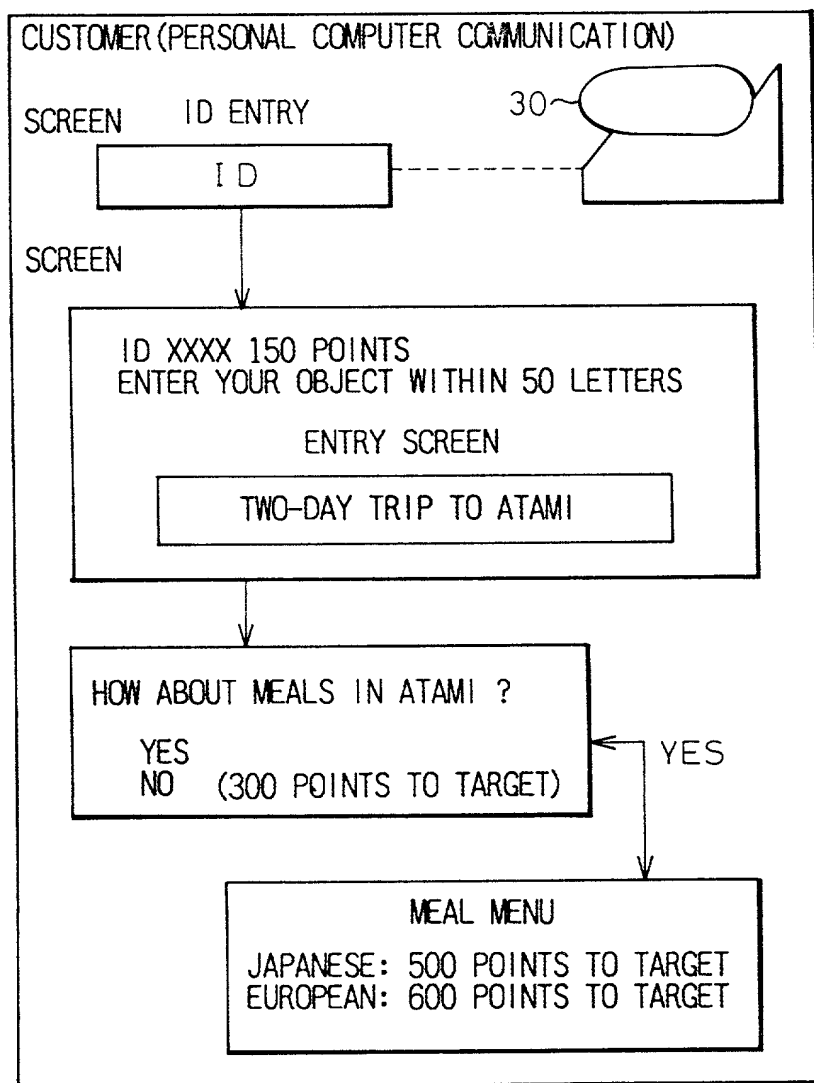 CUSTOMER(PERSONAL COMPUTER COMMUNICATION)
SCREEN
ID ENTRY
30
ID
SCREEN
ID XXXX 150 POINTS
ENTER YOUR OBJECT WITHIN 50 LETTERS
ENTRY SCREEN
TWO-DAY TRIP TO ATAMI
HOW ABOUT MEALS IN ATAMI ?
YES
NO (300 POINTS TO TARGET)
YES
MEAL MENU
JAPANESE: 500 POINTS TO TARGET
EUROPEAN: 600 POINTS TO TARGET